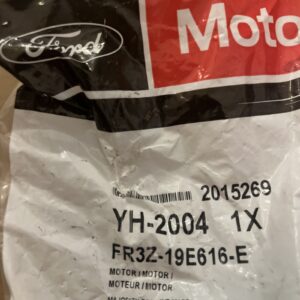 Ford
Moto
2015269
YH-2004 1X
FR3Z-19E616-E
MOTOR / MOTOR /
MOTEUR / MOTOR